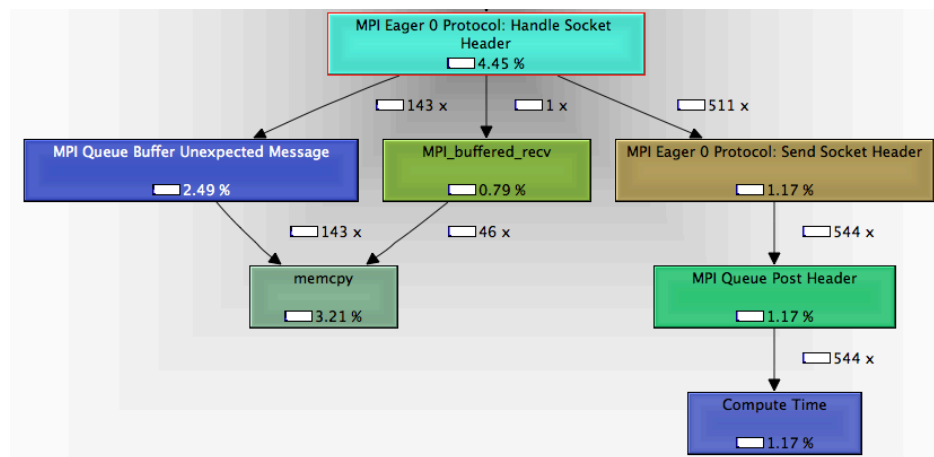 MPI Eager 0 Protocol: Handle Socket
Header
4.45 %
143 x
1 x
511 x
MPI Queue Buffer Unexpected Message
2.49 %
MPI_buffered_recv
0.79 %
MPI Eager 0 Protocol: Send Socket Header
1.17 %
143 x
46 x
544 x
memcpy
3.21 %
MPI Queue Post Header
1.17 %
544 x
Compute Time
1.17 %